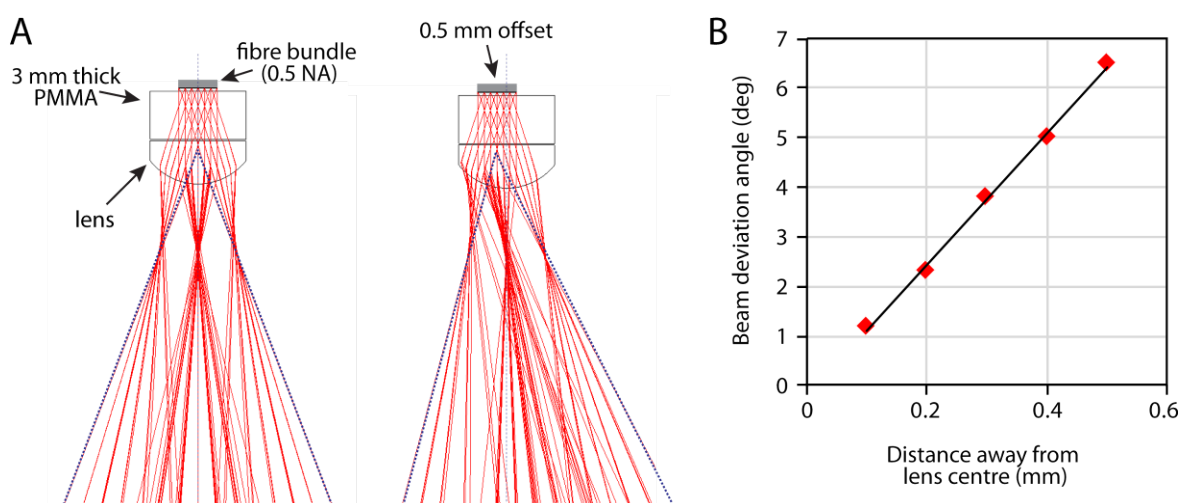 A
3 mm thick
PMMA
fibre bundle
(0.5 NA)
lens
0.5 mm offset
B
Beam deviation angle (deg)
7
6
5
4
3
2
1
0
0
0.2
0.4
0.6
Distance away from
lens centre (mm)